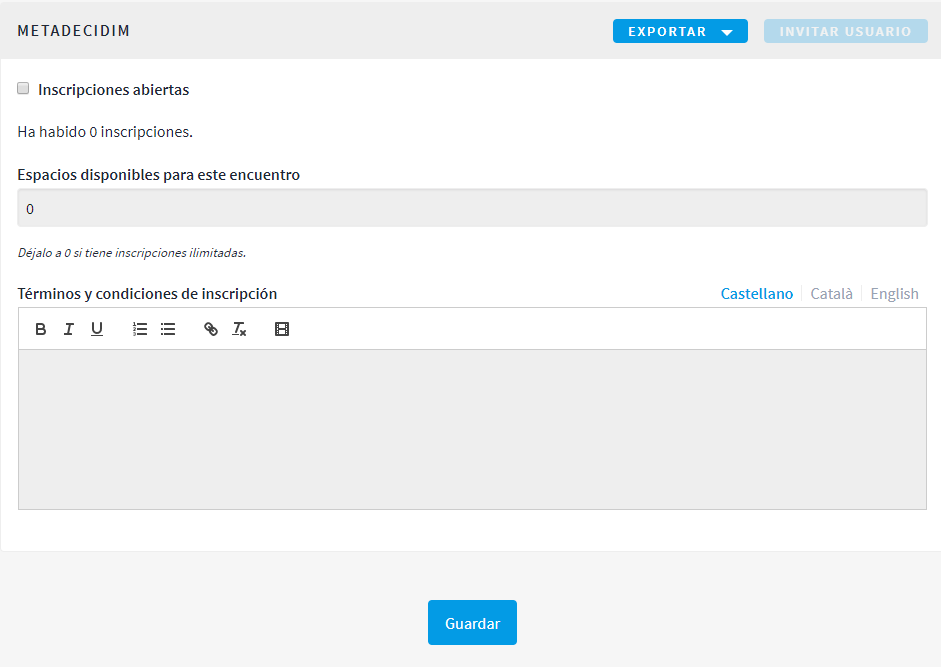 METADECIDIM
EXPORTAR
INVITAR USUARIO
Inscripciones abiertas
Ha habido 0 inscripciones.
Espacios disponibles para este encuentro
0
Déjalo a 0 si tiene inscripciones ilimitadas.
Términos y condiciones de inscripción
Castellano Català English
B I U
Guardar